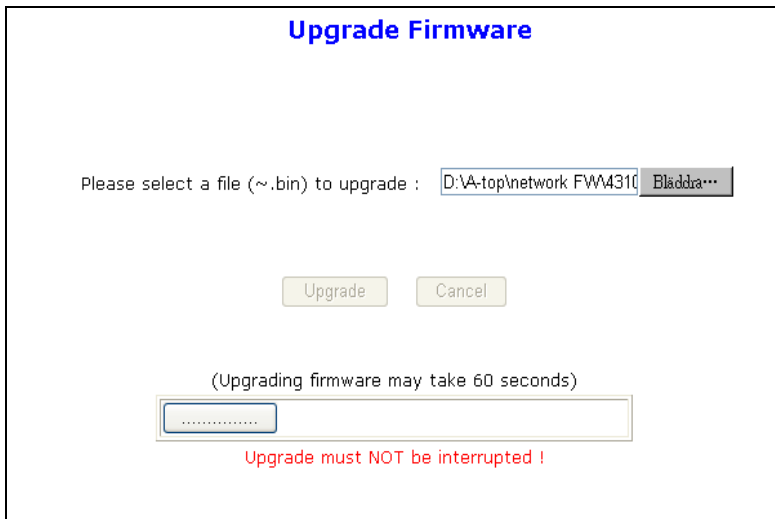 Upgrade Firmware
Please select a file (~.bin) to upgrade : D:\A-top\network FW\4310 Bläddra...
Upgrade Cancel
(Upgrading firmware may take 60 seconds)
...............
Upgrade must NOT be interrupted !